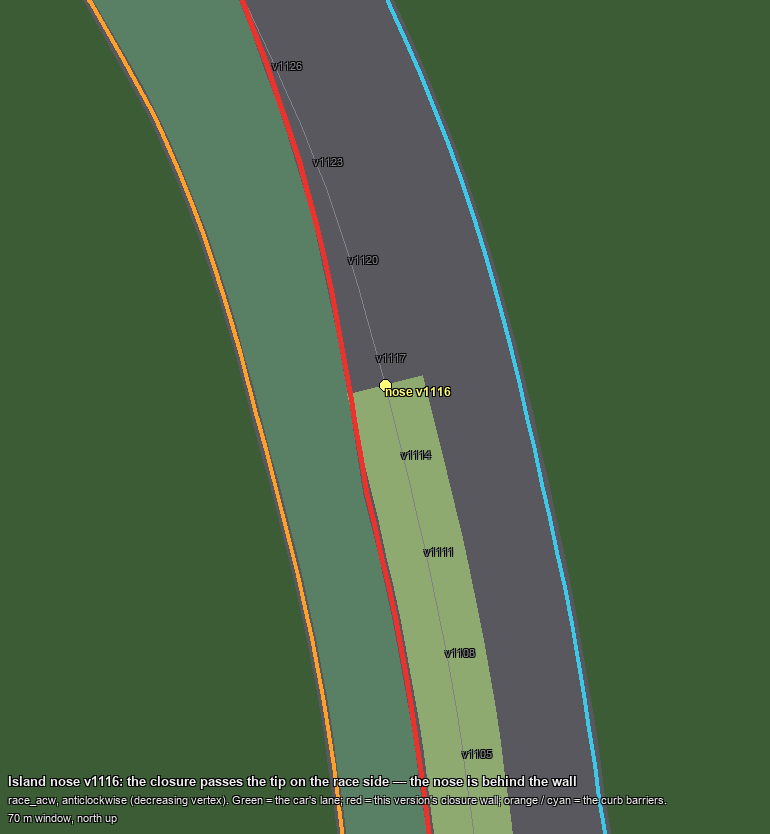 v1126
v1123
v1120
v1117
nose v1116
v1114
v1111
v1108
v1105
Island nose v1116: the closure passes the tip on the race side — the nose is behind the wall
race_acw, anticlockwise (decreasing vertex). Green = the car's lane; red = this version's closure wall; orange / cyan = the curb barriers.
70 m window, north up